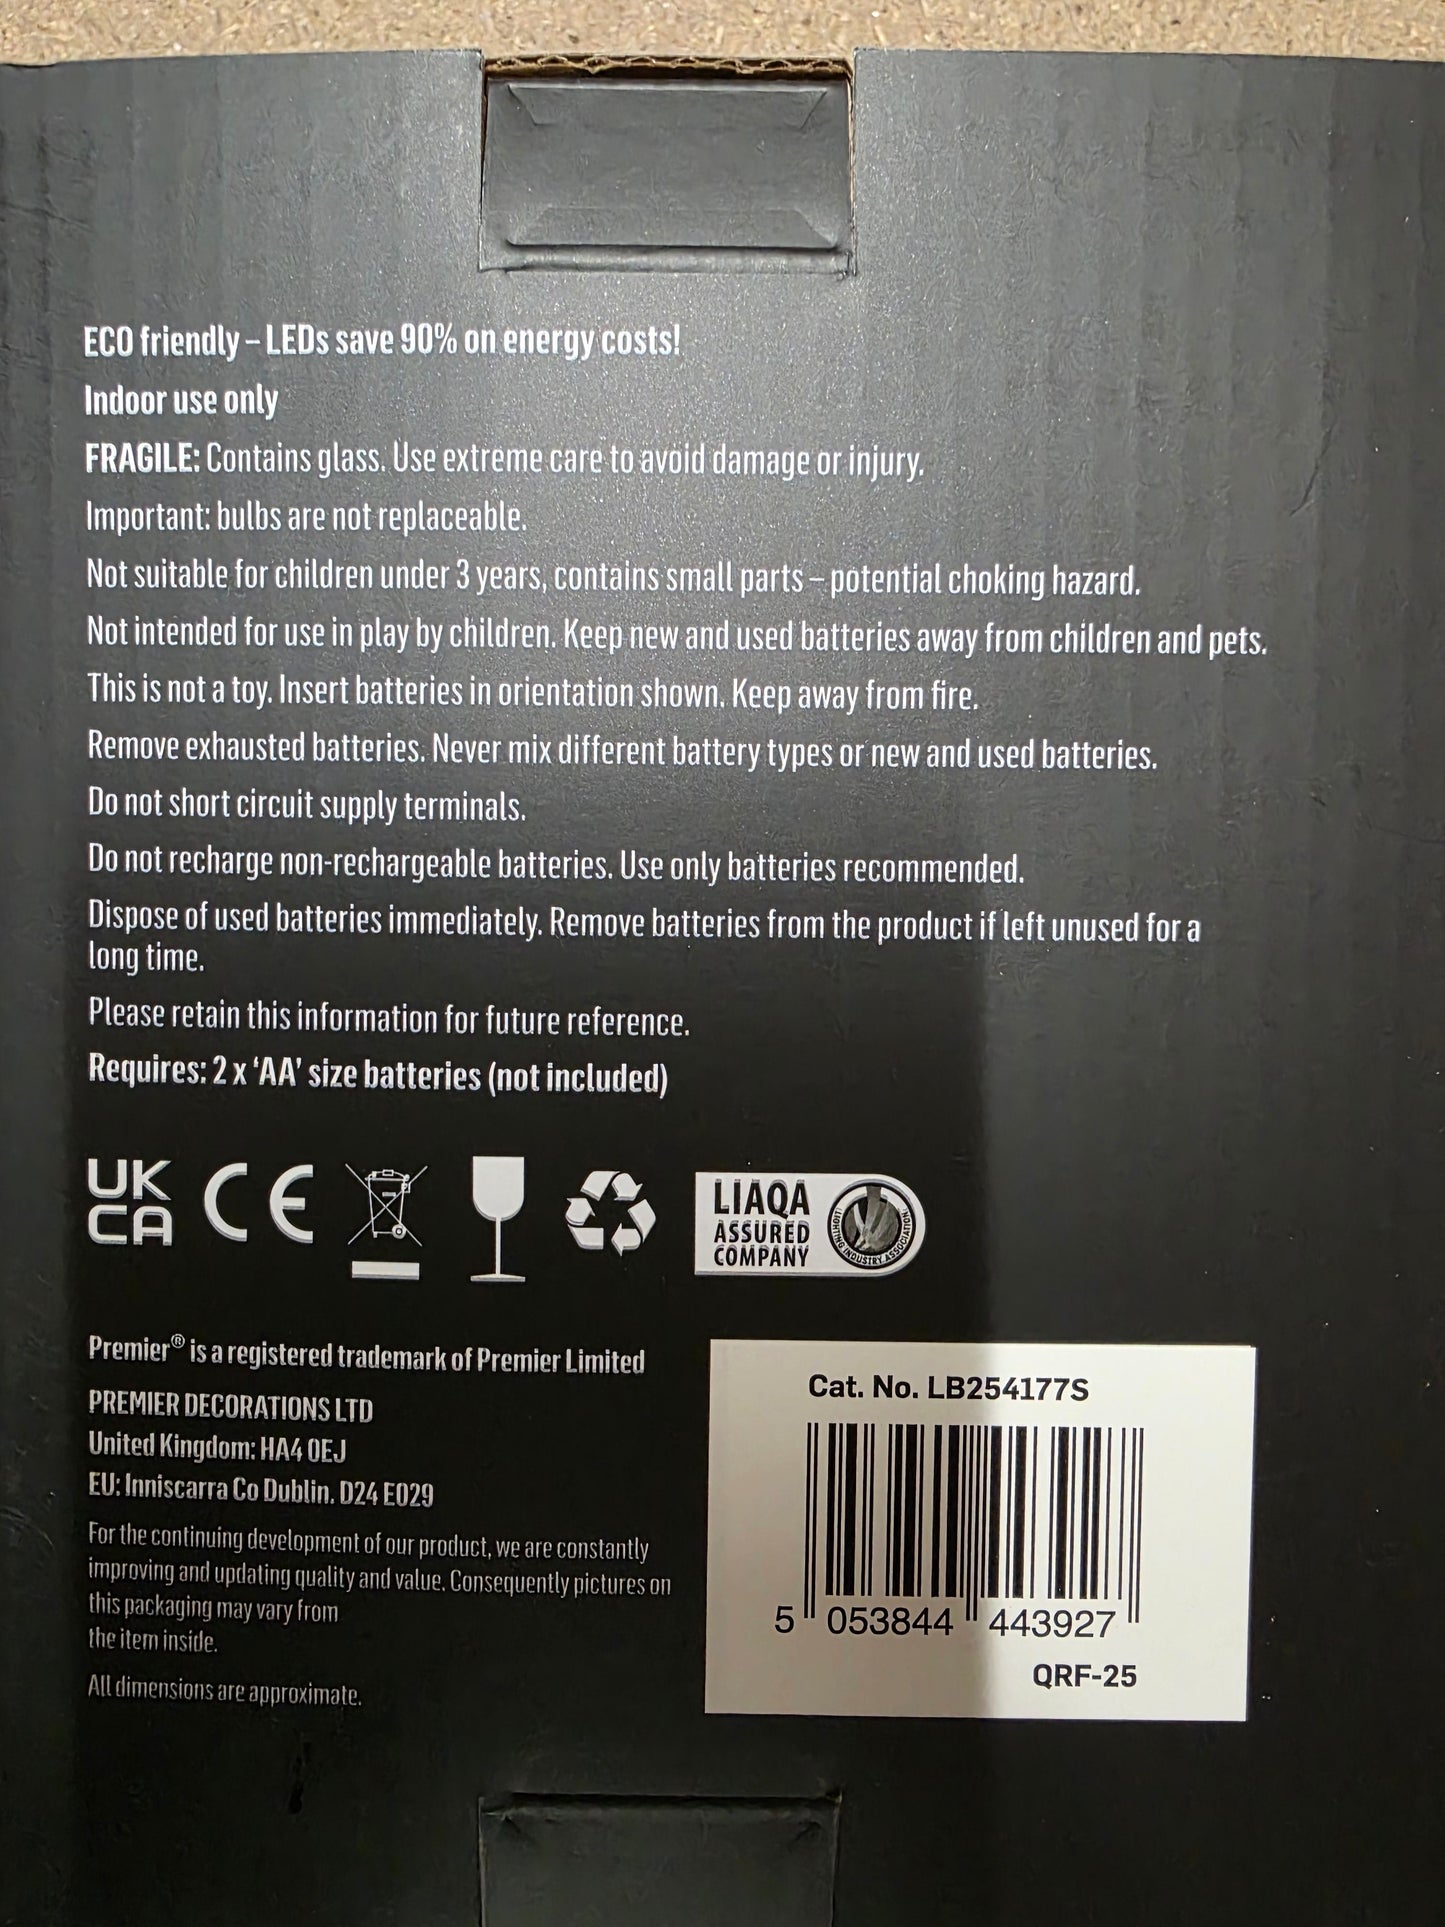 ECO friendly – LEDs save 90% on energy costs!
Indoor use only
FRAGILE: Contains glass. Use extreme care to avoid damage or injury.
Important: bulbs are not replaceable.
Not suitable for children under 3 years, contains small parts – potential choking hazard.
Not intended for use in play by children. Keep new and used batteries away from children and pets.
This is not a toy. Insert batteries in orientation shown. Keep away from fire.
Remove exhausted batteries. Never mix different battery types or new and used batteries.
Do not short circuit supply terminals.
Do not recharge non-rechargeable batteries. Use only batteries recommended.
Dispose of used batteries immediately. Remove batteries from the product if left unused for a
long time.
Please retain this information for future reference.
Requires: 2 x ‘AA’ size batteries (not included)
UK
CA
CE
LIAQA
ASSURED
COMPANY
LIGHTING INDUSTRY ASSOCIATION
Premier® is a registered trademark of Premier Limited
PREMIER DECORATIONS LTD
United Kingdom: HA4 0EJ
EU: Inniscarra Co Dublin. D24 E029
For the continuing development of our product, we are constantly
improving and updating quality and value. Consequently pictures on
this packaging may vary from
the item inside.
All dimensions are approximate.
Cat. No. LB254177S
5 053844 443927
QRF-25